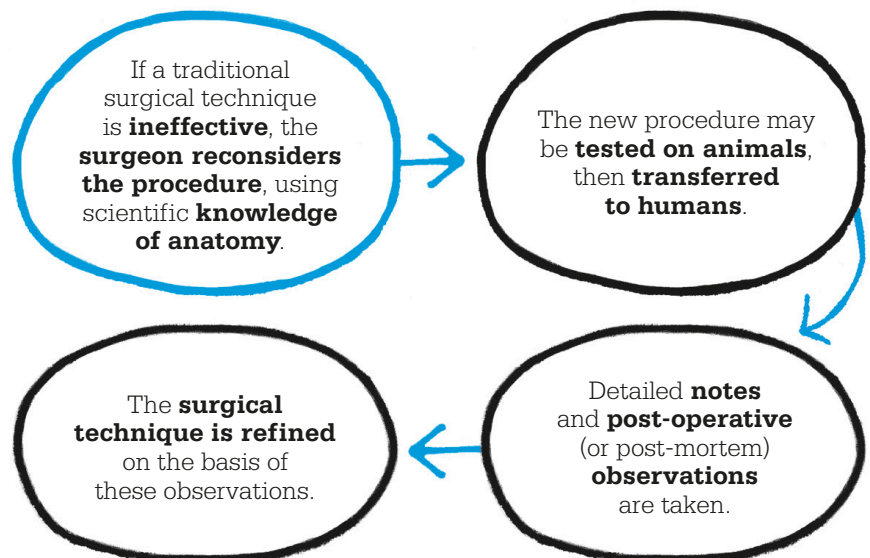 If a traditional
surgical technique
is ineffective, the
surgeon reconsiders
the procedure, using
scientific knowledge
of anatomy.
The new procedure may
be tested on animals,
then transferred
to humans.
Detailed notes
and post-operative
(or post-mortem)
observations
are taken.
The surgical
technique is refined
on the basis of
these observations.